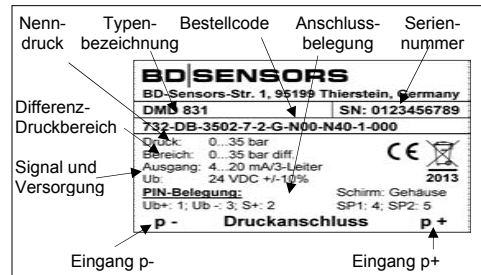 Nenn-
druck
Typen-
bezeichnung
Bestellcode
Anschluss-
belegung
Serien-
nummer
BD|SENSORS
BD-Sensors-Str. 1, 95199 Thierstein, Germany
DMD 831 SN: 0123456789
732-DB-3502-7-2-G-N00-N40-1-000
Differenz-
Druckbereich
Druck: 0...35 bar
Bereich: 0...35 bar diff.
Signal und
Versorgung
Ausgang: 4...20 mA/3-Leiter
Ub: 24 VDC +/-10%
CE
2013
PIN-Belegung: Schirm: Gehäuse
Ub+: 1; Ub -: 3; S+: 2 SP1: 4; SP2: 5
p - Druckanschluss p +
Eingang p- Eingang p+